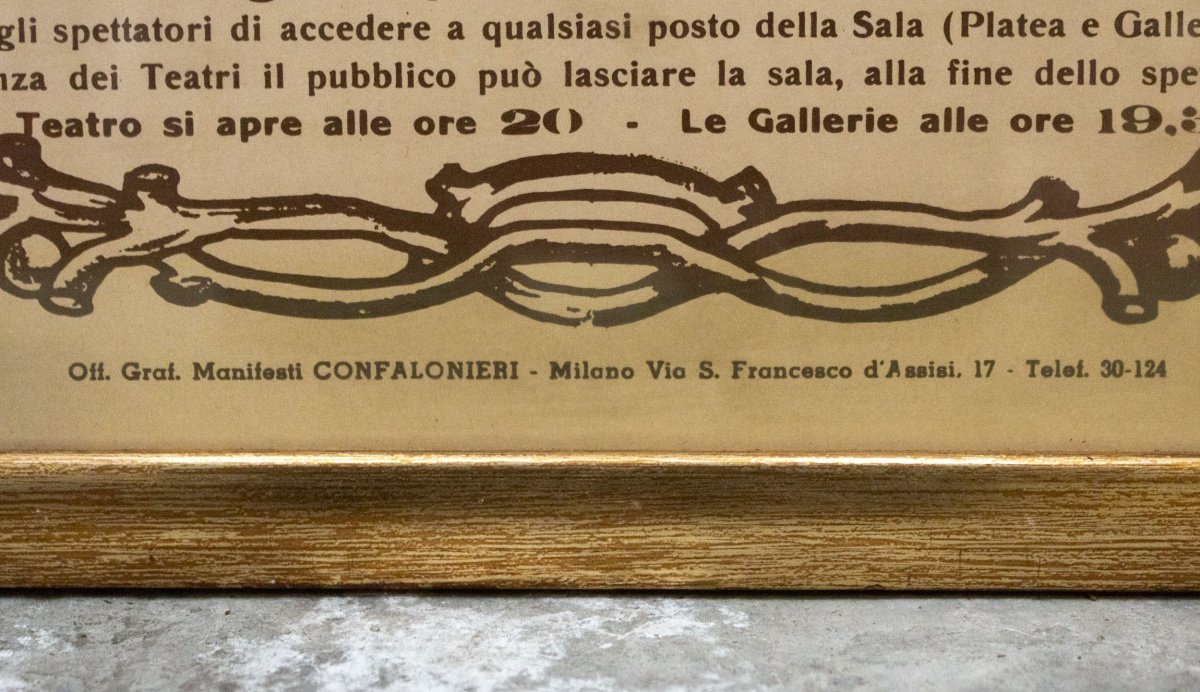 gli spettatori di accedere a qualsiasi posto della Sala (Platea e Galle
nza dei Teatri il pubblico può lasciare la sala, alla fine dello spe
Teatro si apre alle ore 20 - Le Gallerie alle ore 19.3
Off. Graf. Manifesti CONFALONIERI - Milano Via S. Francesco d'Assisi, 17 - Telef. 30-124